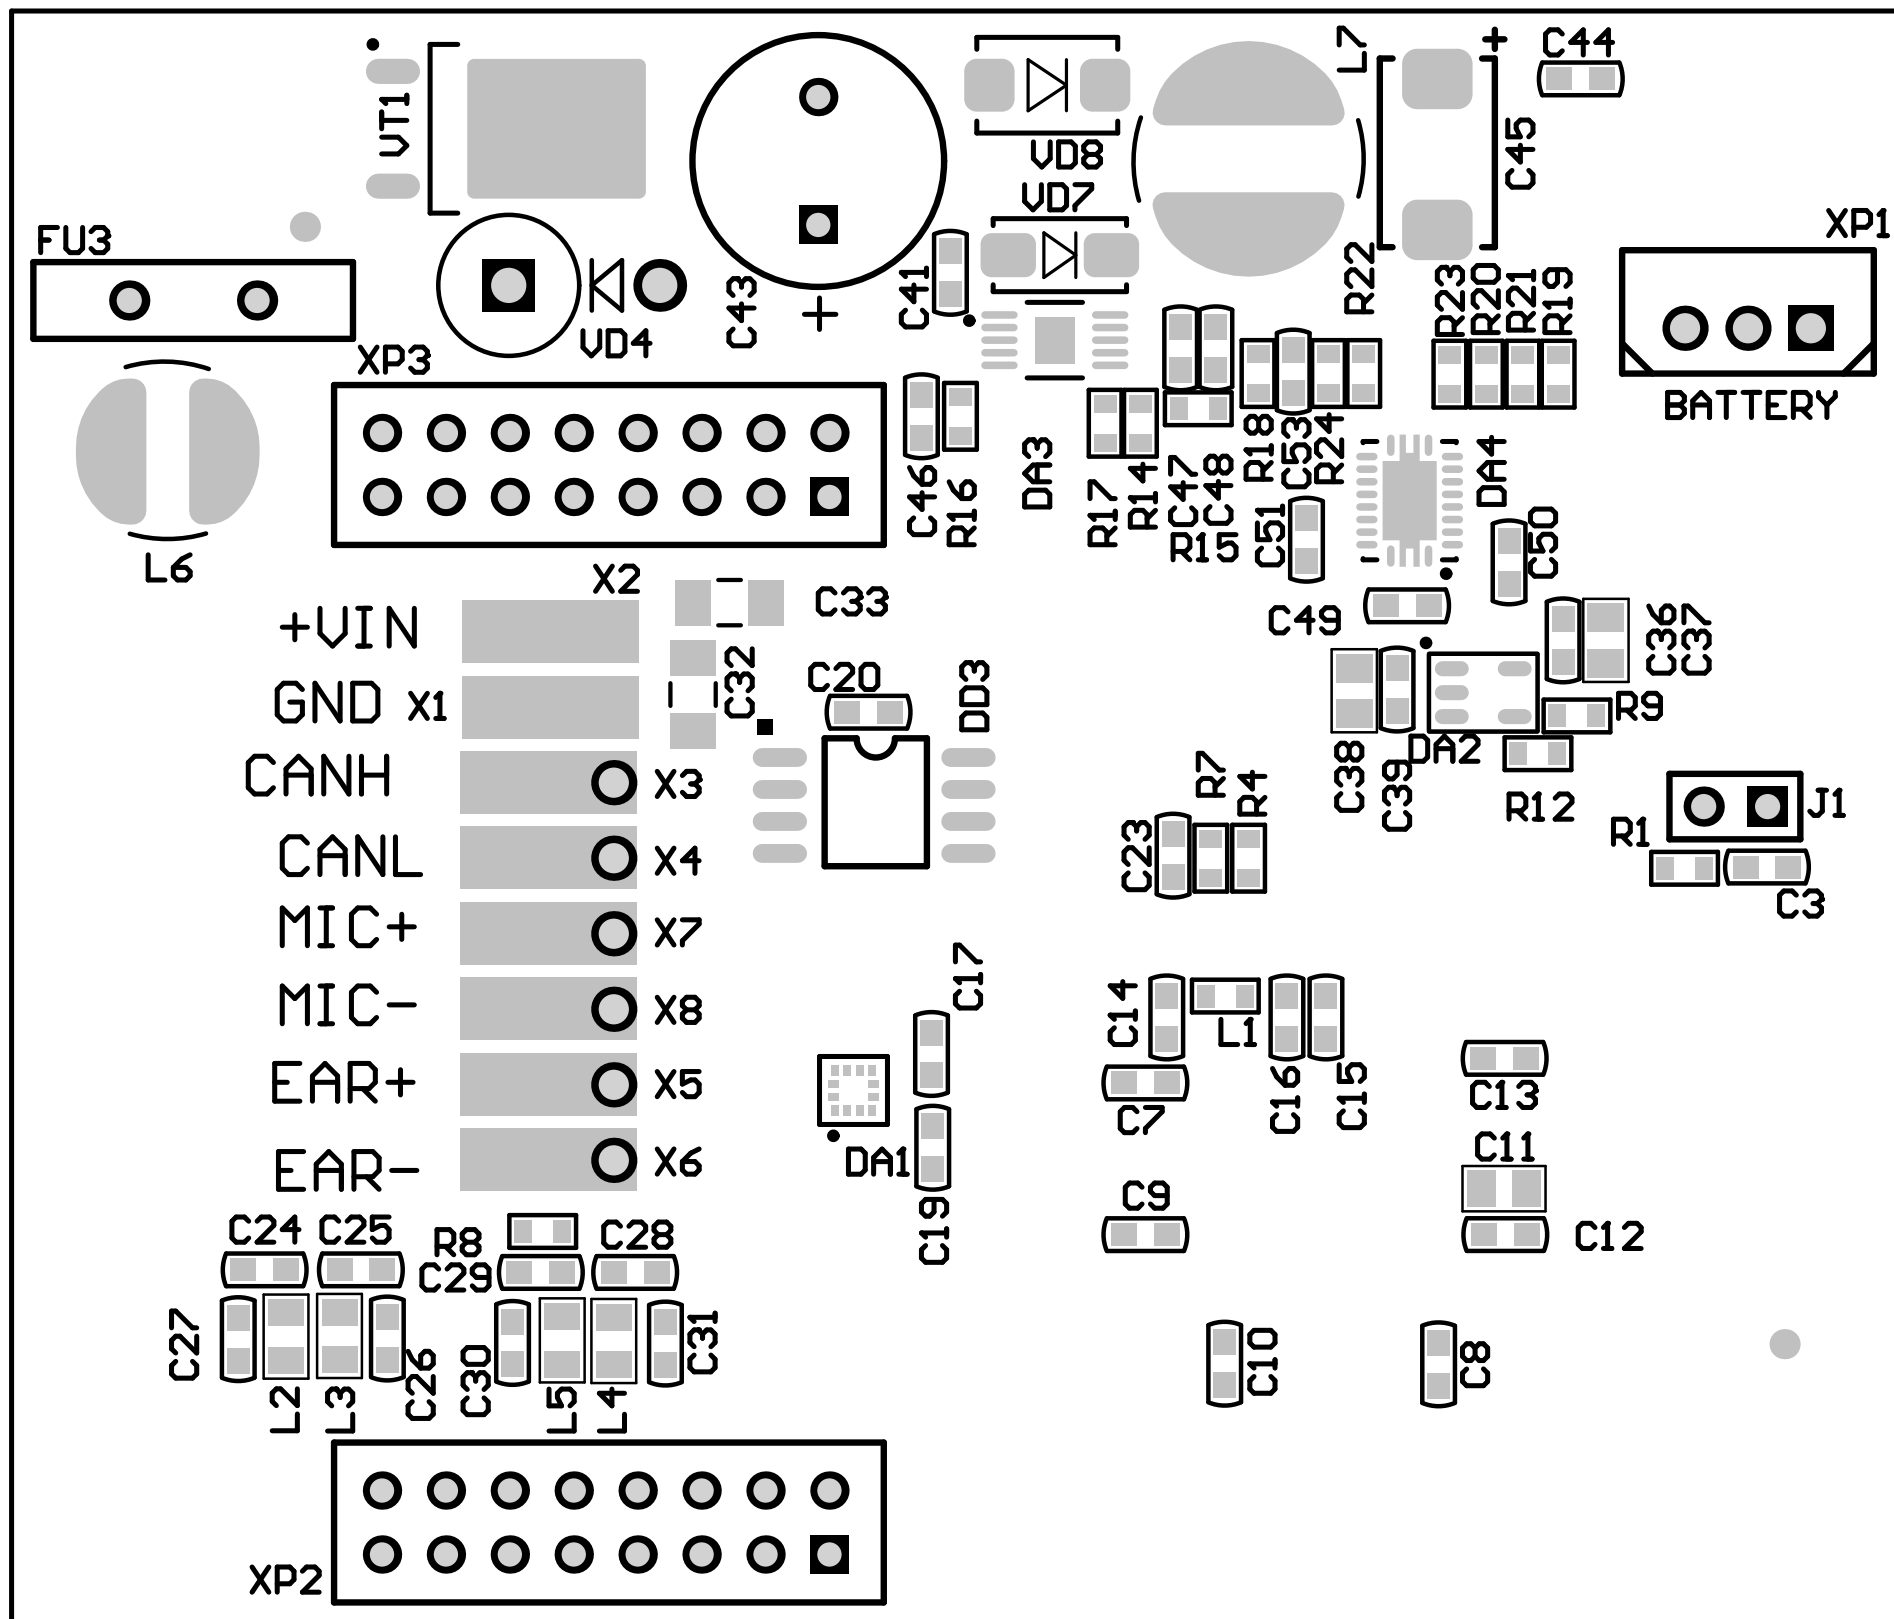 L7
+
C44
VT1
C45
VD8
VD7
XP1
FU3
R22
R23
R20
R21
R19
C41
C43
+
VD4
XP3
BATTERY
R18
C53
R24
DA3
DA4
C46
R16
R17
R14
C47
C48
R15
C51
C50
L6
X2
C33
C49
+VIN
C36
C37
C32
C20
DD3
GND X1
R9
DA2
C38
C39
CANH
X3
R7
R4
R12
J1
R1
CANL
X4
C23
C3
MIC+
X7
C17
MIC-
X8
C14
L1
EAR+
X5
C7
C16
C15
C13
EAR-
X6
DA1
C11
C9
C19
C24
C25
R8
C28
C12
C29
C27
C26
C30
C31
C10
C8
L2
L3
L5
L4
XP2